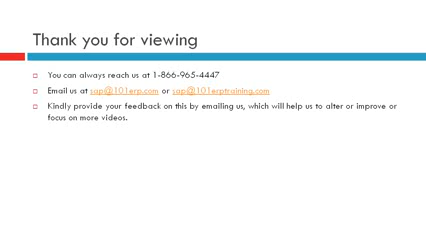 Thank you for viewing
You can always reach us at 1-866-965-4447
Email us at sap@101erp.com or sap@101erptraining.com
Kindly provide your feedback on this by emailing us, which will help us to alter or improve or
focus on more videos.